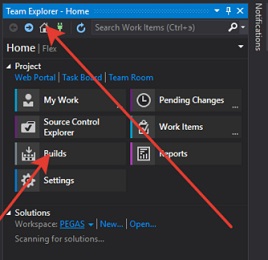 Team Explorer - Home
Search Work Items (Ctrl+э)
Home | Flex
Project
Web Portal | Task Board | Team Room
My Work
Pending Changes
Source Control Explorer
Work Items
Builds
Reports
Settings
Solutions
Workspace: PEGAS | New... | Open...
Scanning for solutions...
Notifications